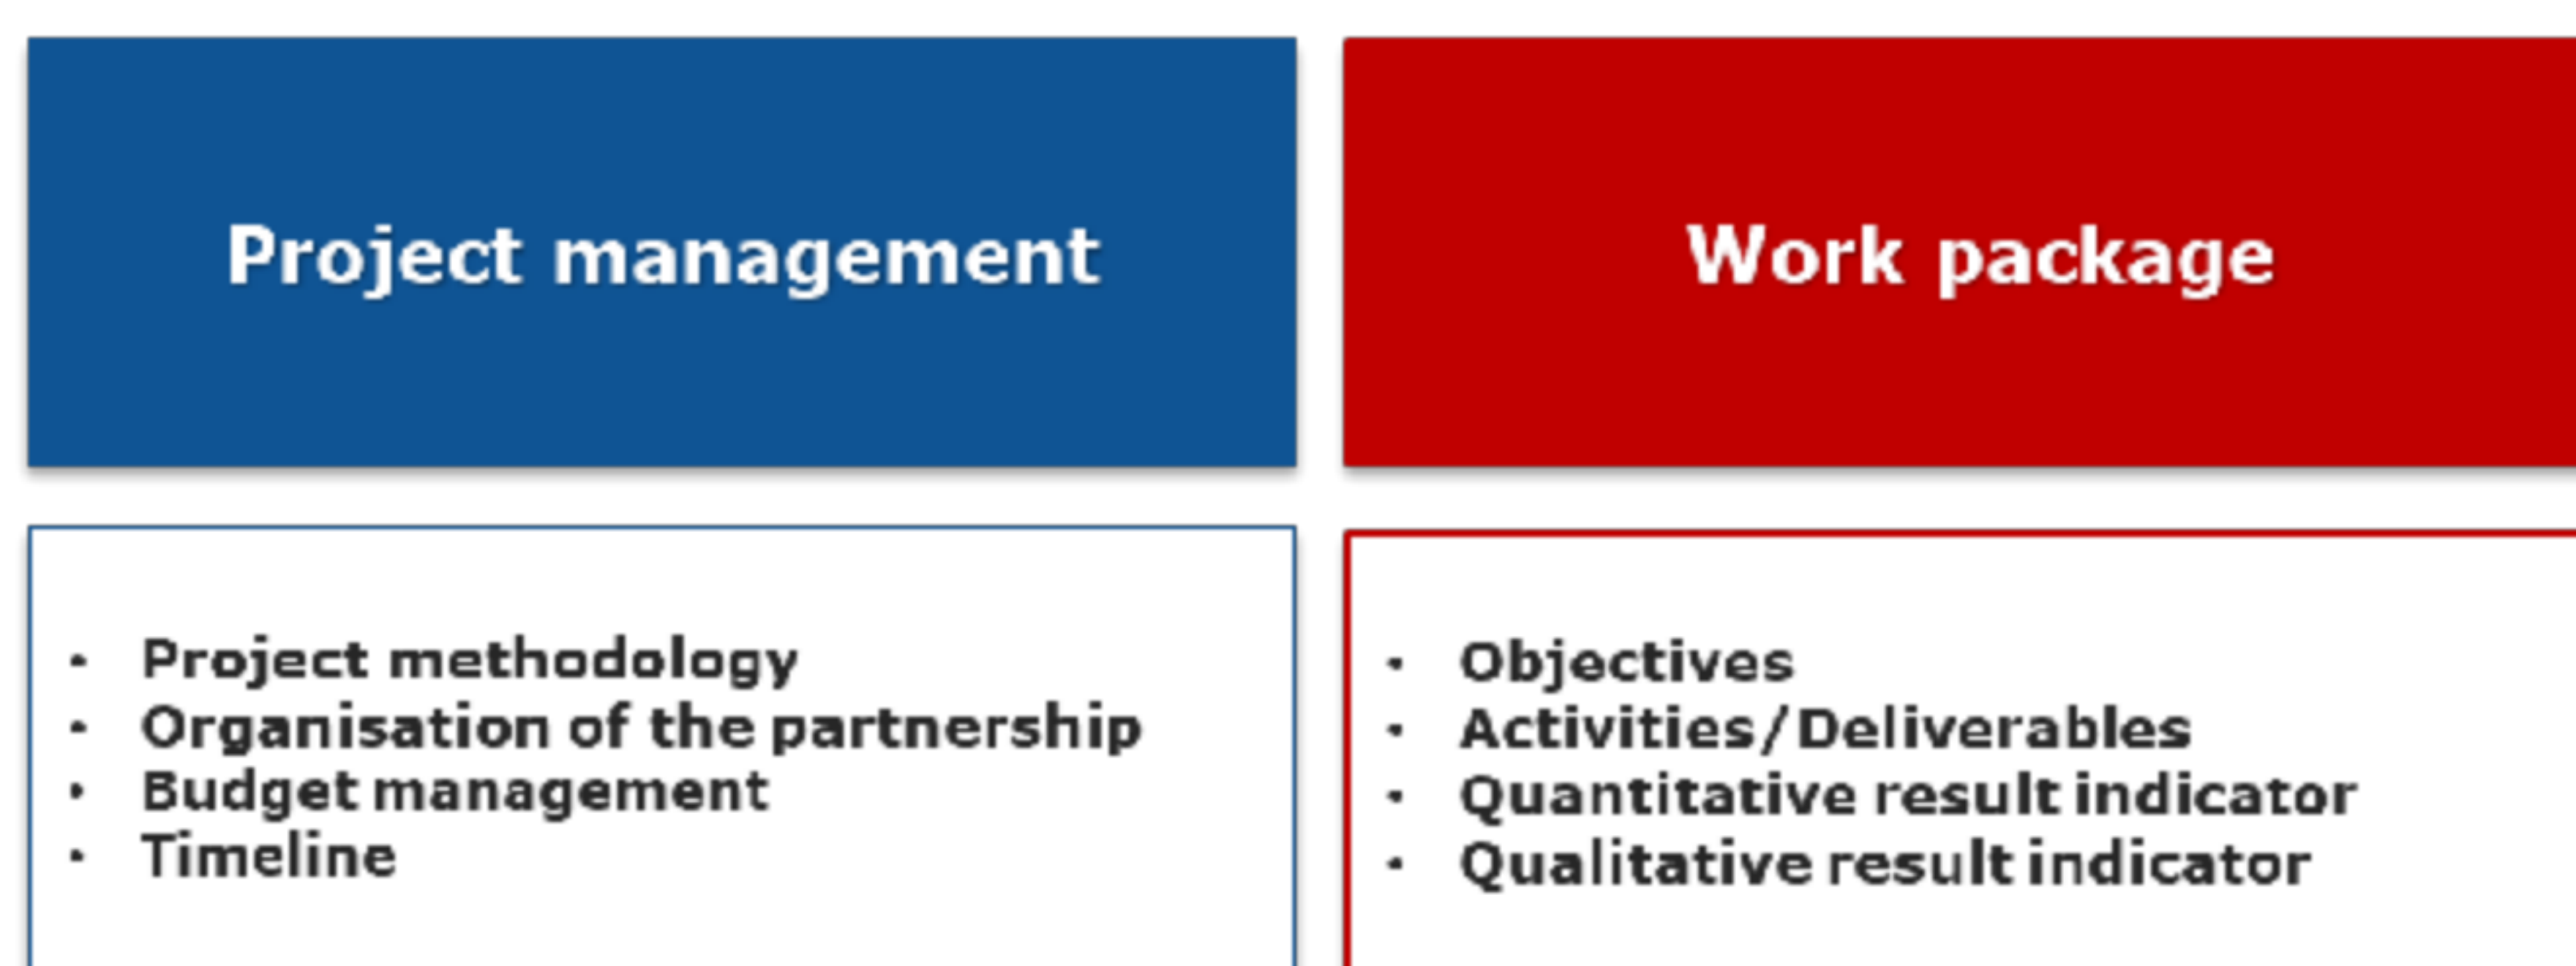 Project management
Work package
• Project methodology
• Organisation of the partnership
• Budget management
• Timeline
• Objectives
• Activities/Deliverables
• Quantitative result indicator
• Qualitative result indicator